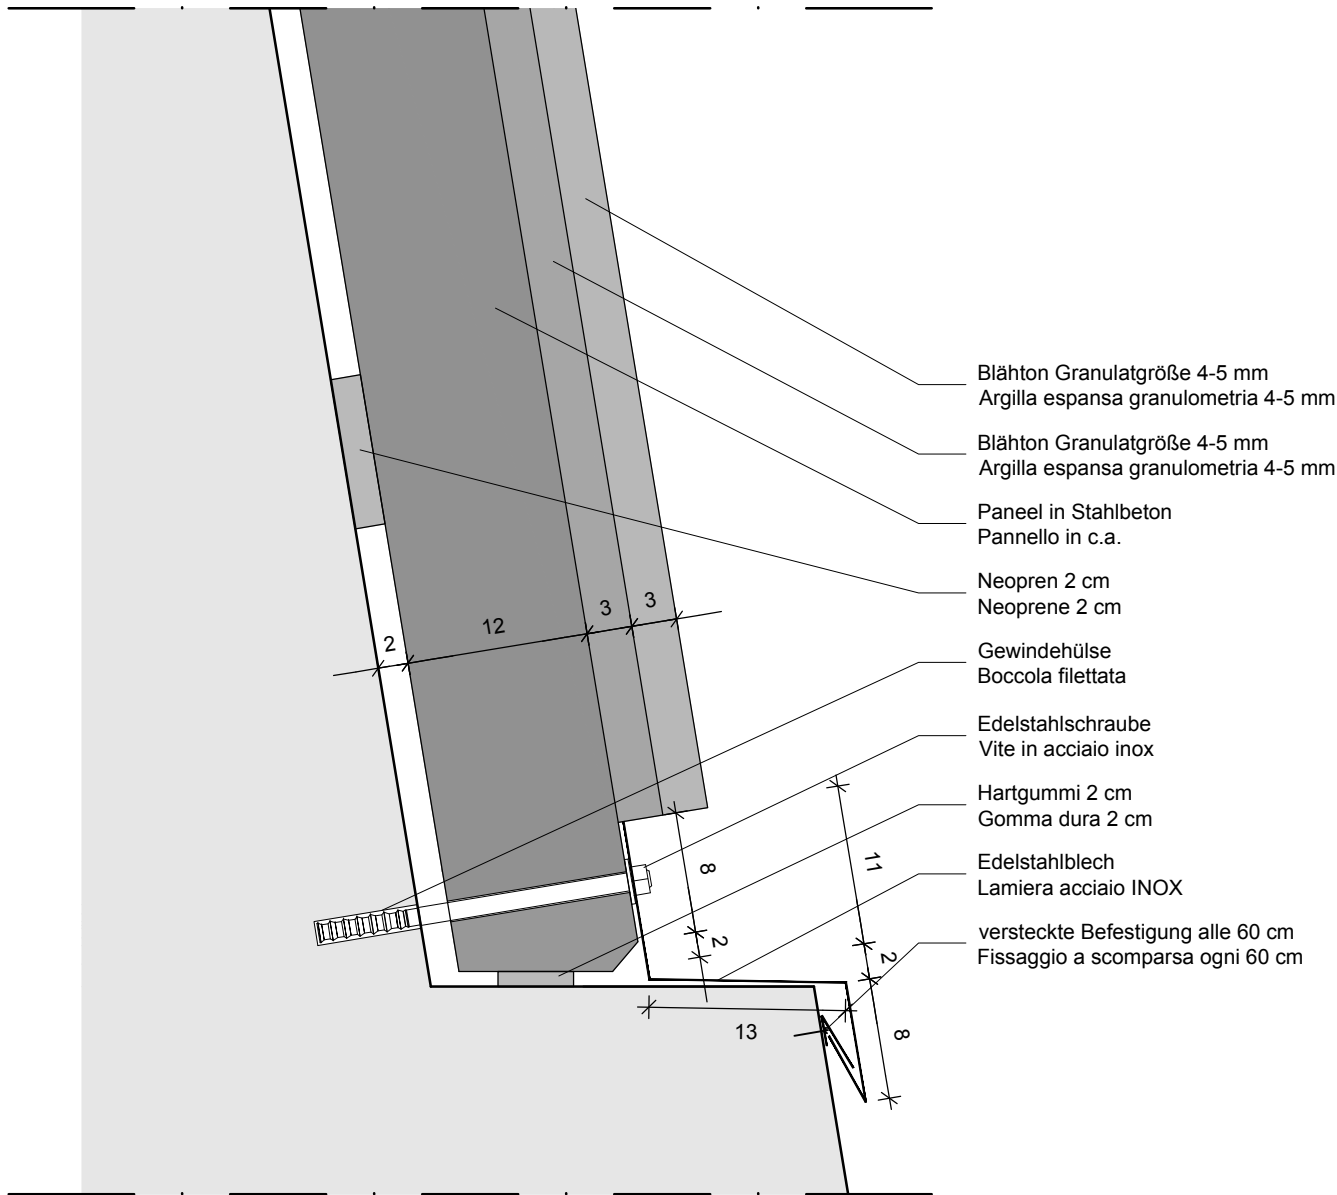 Blähton Granulatgröße 4-5 mm
Argilla espansa granulometria 4-5 mm
Blähton Granulatgröße 4-5 mm
Argilla espansa granulometria 4-5 mm
Paneel in Stahlbeton
Pannello in c.a.
Neopren 2 cm
Neoprene 2 cm
2
12
3
3
Gewindehülse
Boccola filettata
Edelstahlschraube
Vite in acciaio inox
Hartgummi 2 cm
Gomma dura 2 cm
Edelstahlblech
Lamiera acciaio INOX
versteckte Befestigung alle 60 cm
Fissaggio a scomparsa ogni 60 cm
8
2
11
2
8
13